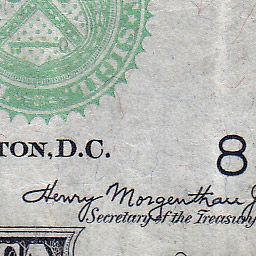 TON, D.C.
8
Henry Morgenthau J
Secretary of the Treasury